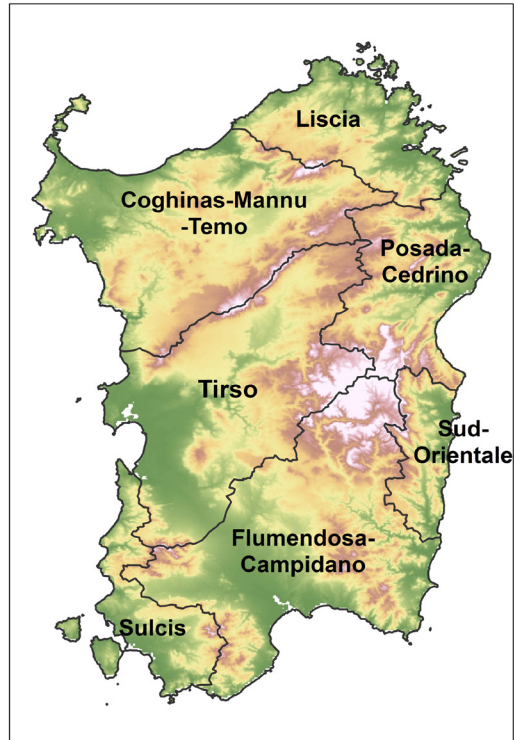 Liscia
Coghinas-Mannu
-Temo
Posada-
Cedrino
Tirso
Sud-
Orientale
Flumendosa-
Campidano
Sulcis